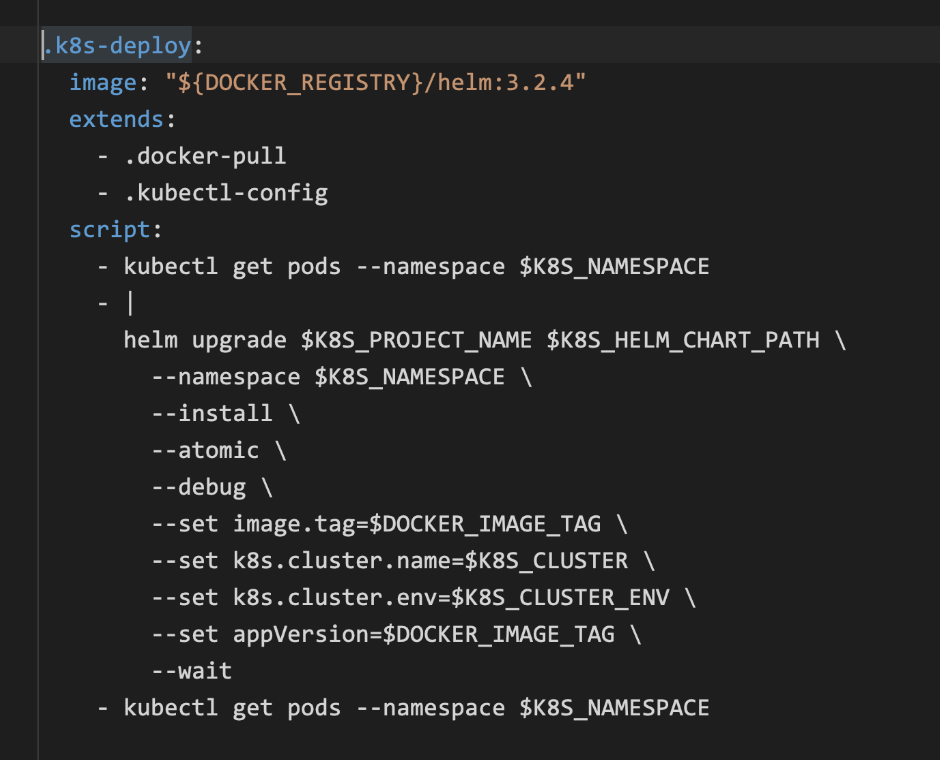 .k8s-deploy:
  image: "${DOCKER_REGISTRY}/helm:3.2.4"
  extends:
    - .docker-pull
    - .kubectl-config
  script:
    - kubectl get pods --namespace $K8S_NAMESPACE
    - |
      helm upgrade $K8S_PROJECT_NAME $K8S_HELM_CHART_PATH \
        --namespace $K8S_NAMESPACE \
        --install \
        --atomic \
        --debug \
        --set image.tag=$DOCKER_IMAGE_TAG \
        --set k8s.cluster.name=$K8S_CLUSTER \
        --set k8s.cluster.env=$K8S_CLUSTER_ENV \
        --set appVersion=$DOCKER_IMAGE_TAG \
        --wait
    - kubectl get pods --namespace $K8S_NAMESPACE